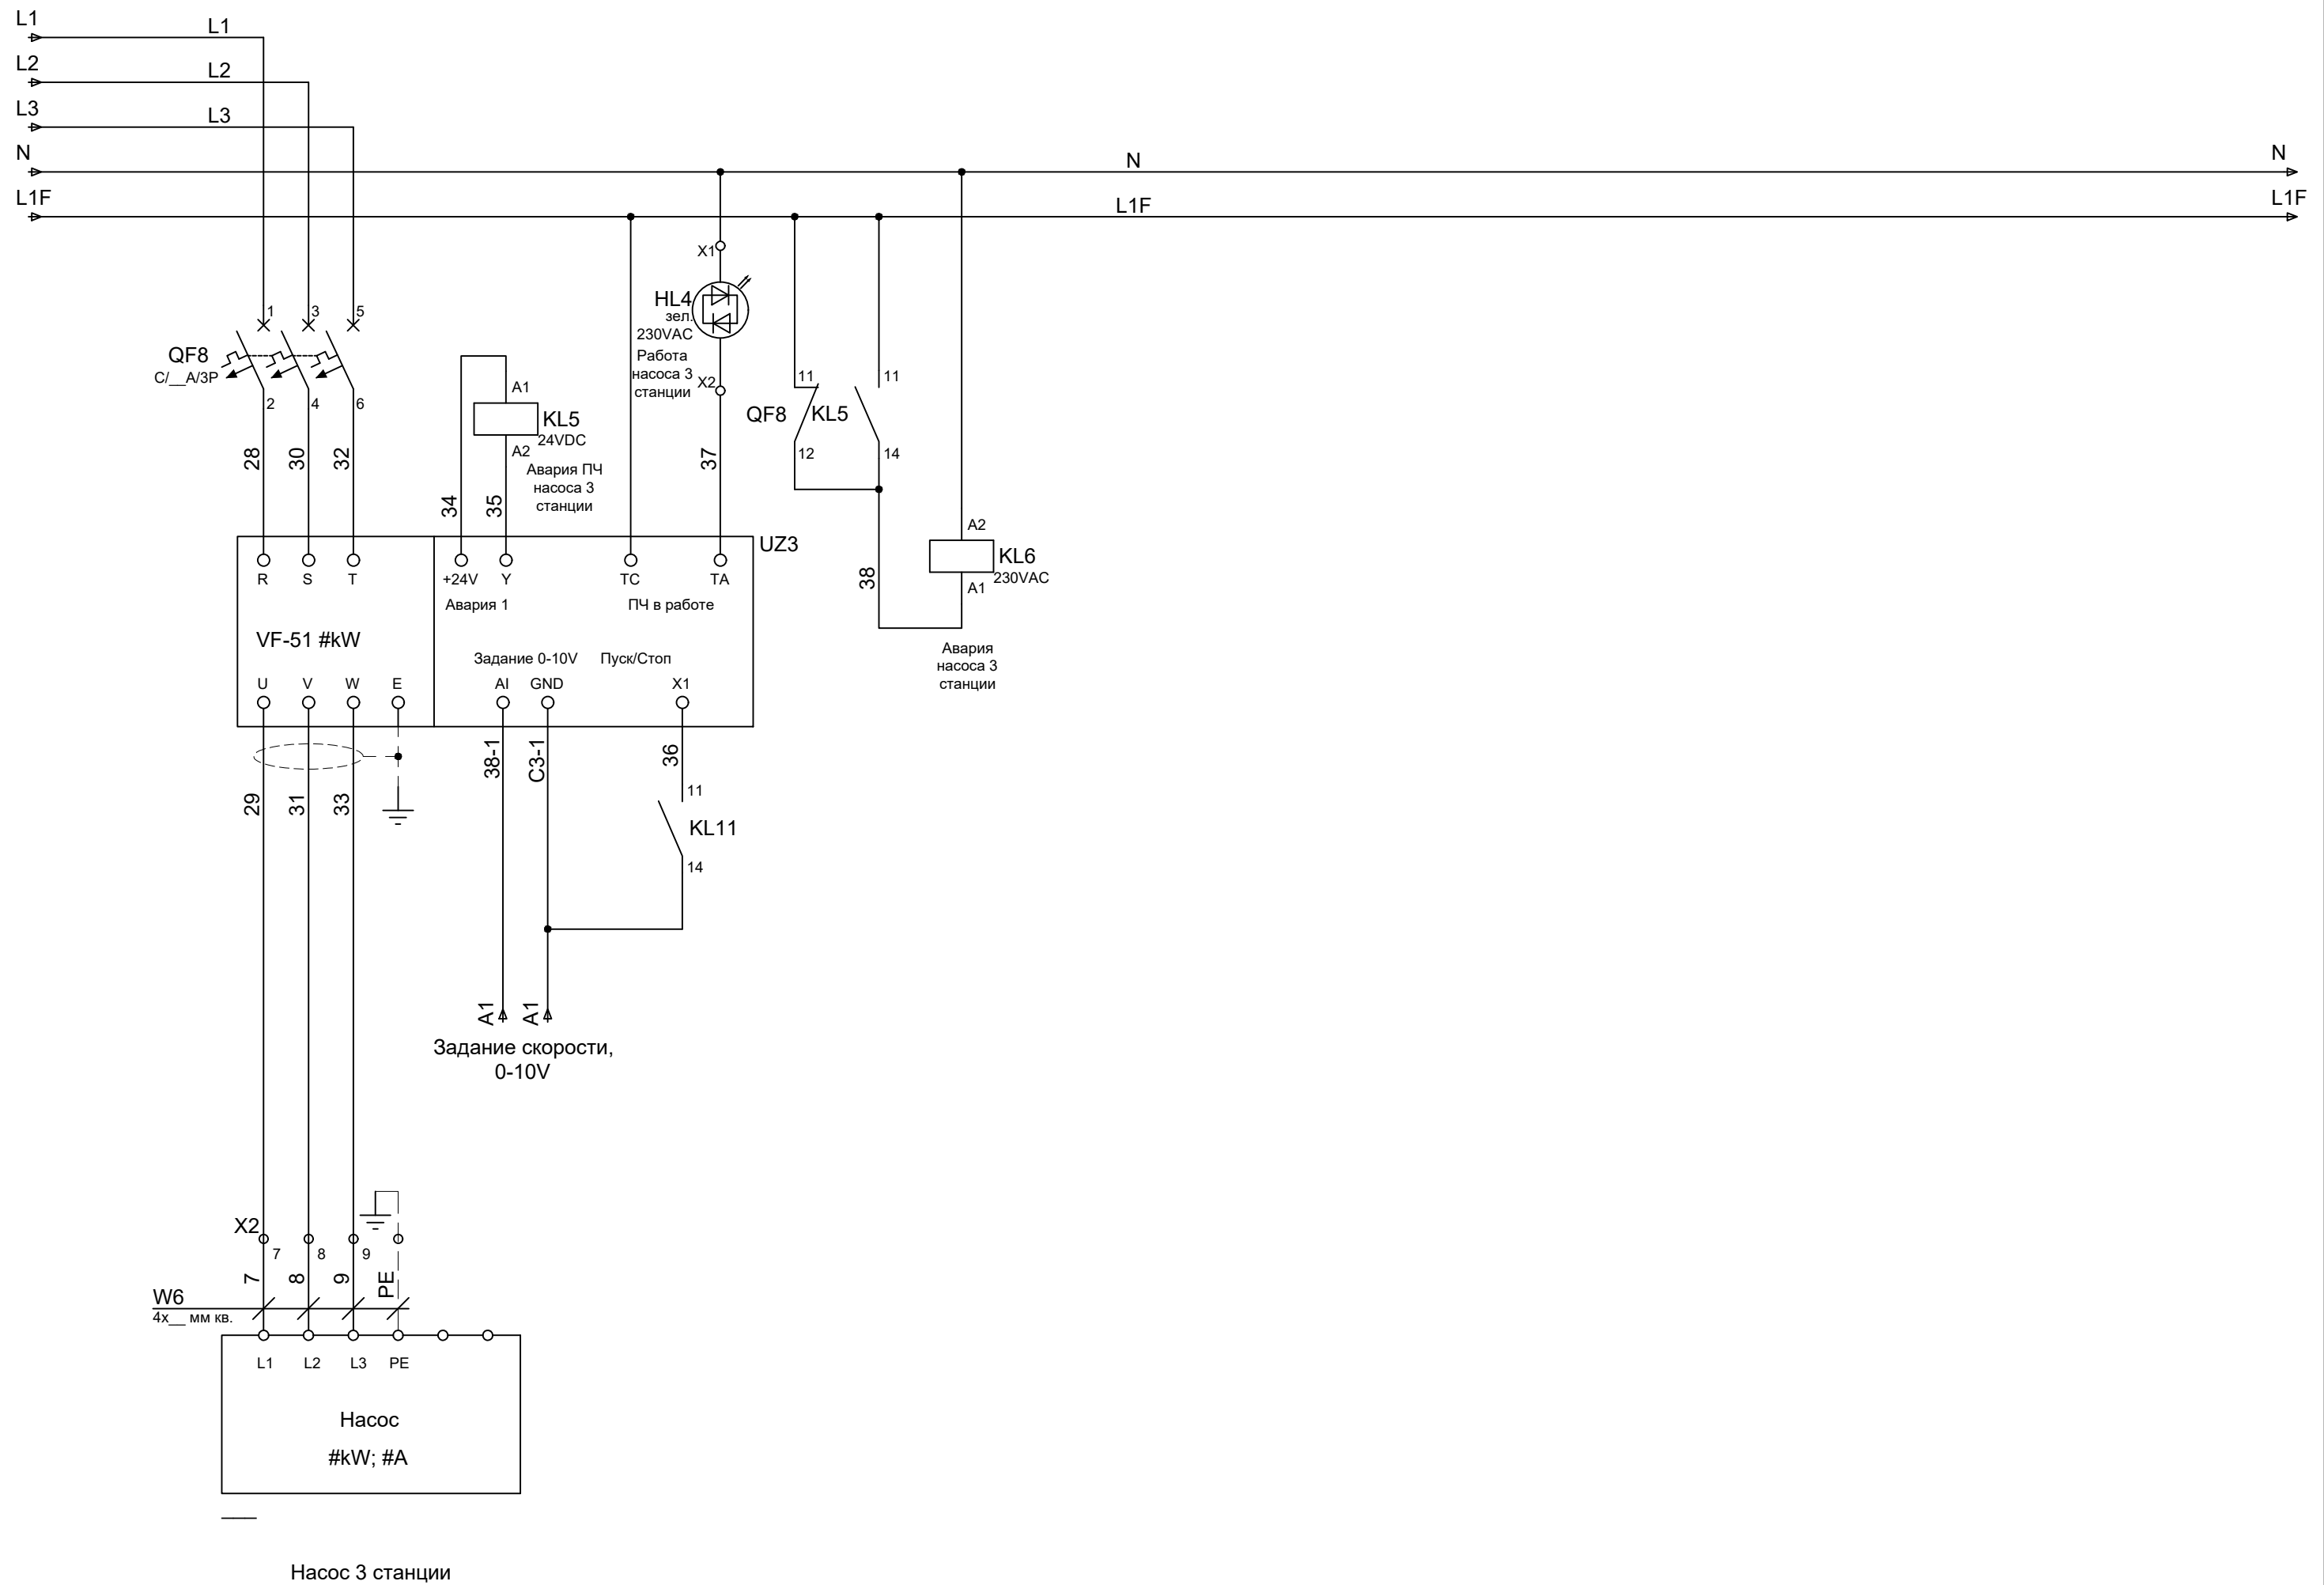 L1
L1
L2
L2
L3
L3
N
N
N
L1F
L1F
L1F
X1
HL4
зел.
230VAC
Работа
насоса 3
станции
X2
1
3
5
QF8
C/__A/3P
2
4
6
A1
KL5
24VDC
A2
Авария ПЧ
насоса 3
станции
11
11
QF8
KL5
12
14
28
30
32
34
35
37
38
A2
KL6
230VAC
A1
Авария
насоса 3
станции
UZ3
R
S
T
+24V
Y
TC
TA
Авария 1
ПЧ в работе
VF-51 #kW
Задание 0-10V
Пуск/Стоп
U
V
W
E
AI
GND
X1
38-1
C3-1
36
29
31
33
11
KL11
14
A1
A1
Задание скорости,
0-10V
X2
7
8
9
7
8
9
PE
W6
4x__ мм кв.
L1
L2
L3
PE
Насос
#kW; #A
___
Насос 3 станции